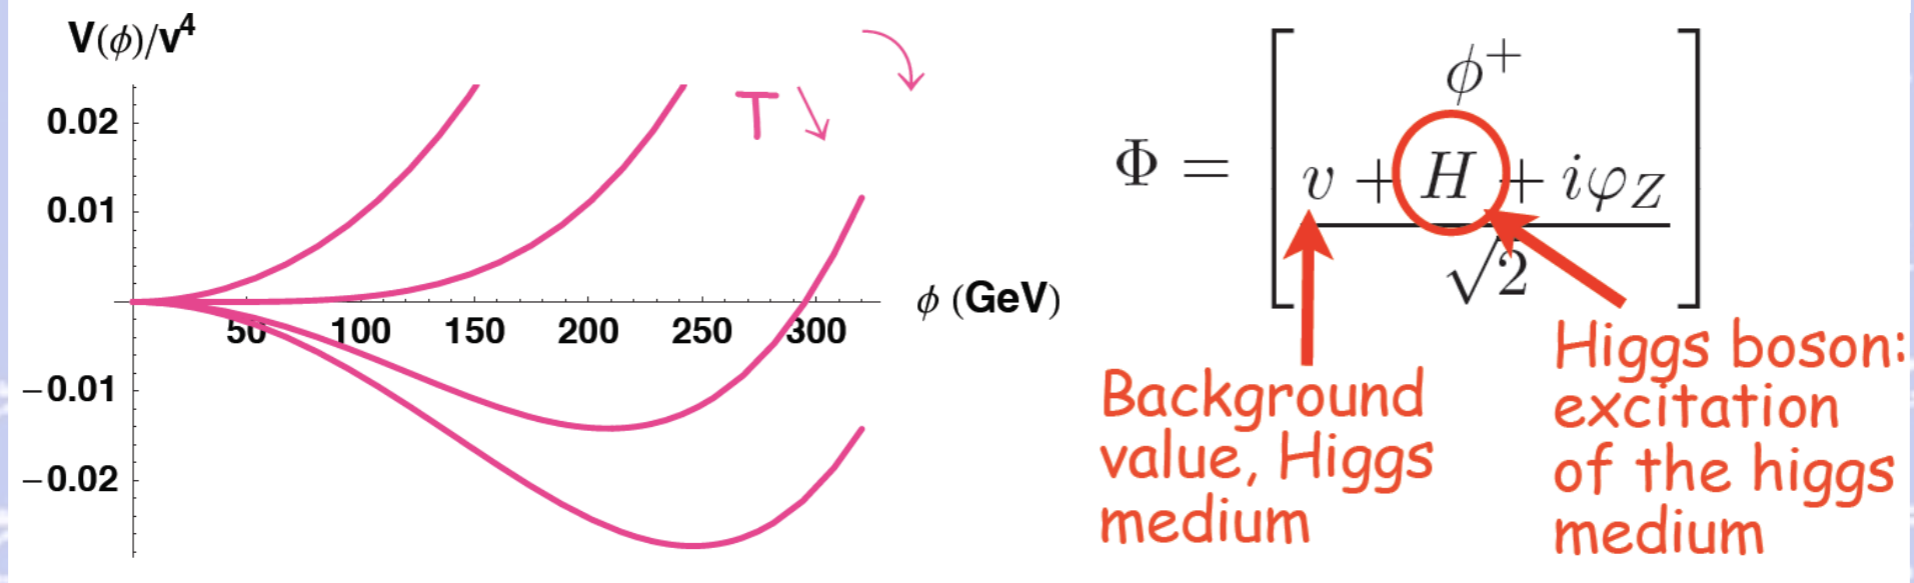 V(ϕ)/v⁴
0.02
0.01
−0.01
−0.02
50 100 150 200 250 300
ϕ (GeV)
T ↘
Φ = [ ϕ⁺
v + H + iφ_Z
√2 ]
Background
value, Higgs
medium
Higgs boson:
excitation
of the higgs
medium